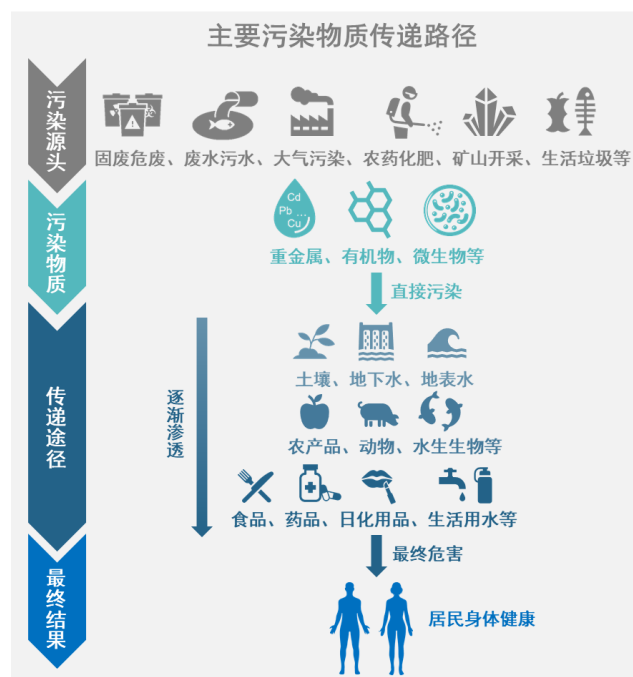 主要污染物质传递路径
污染源头
固废危废、废水污水、大气污染、农药化肥、矿山开采、生活垃圾等
污染物质
Cd
Pb ...
Cu
重金属、有机物、微生物等
直接污染
传递途径
逐渐渗透
土壤、地下水、地表水
农产品、动物、水生生物等
食品、药品、日化用品、生活用水等
最终危害
最终结果
居民身体健康